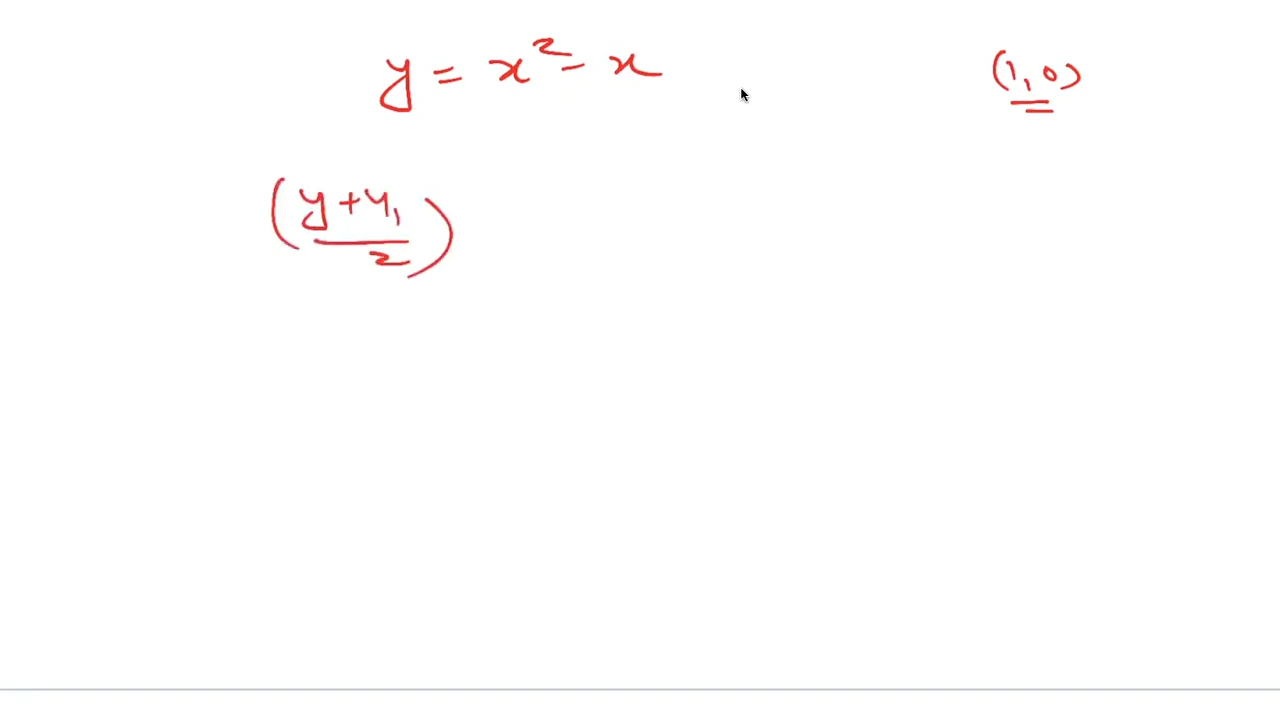 y = x² - x
(1, 0)
(y + y₁ / 2)